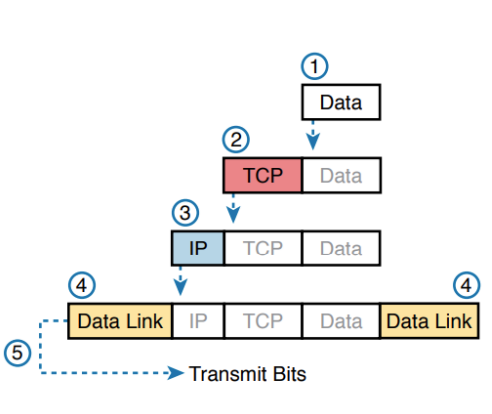 1
Data
2
TCP Data
3
IP TCP Data
4 4
Data Link IP TCP Data Data Link
5
Transmit Bits